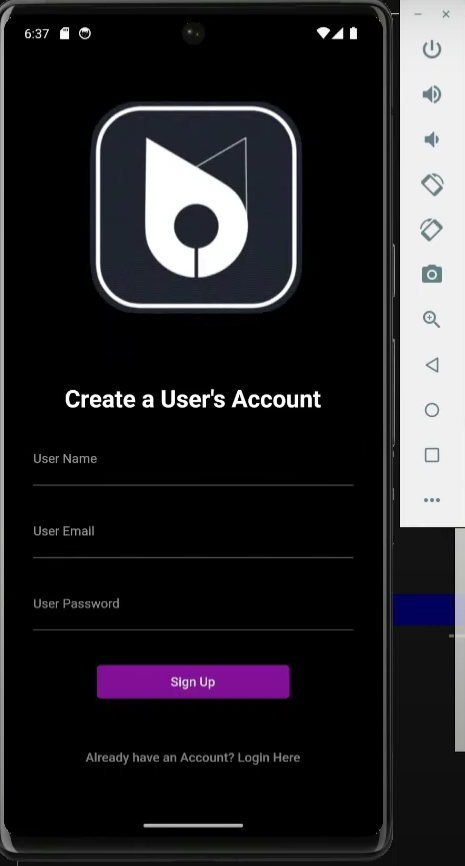 6:37
Create a User's Account
User Name
User Email
User Password
Sign Up
Already have an Account? Login Here